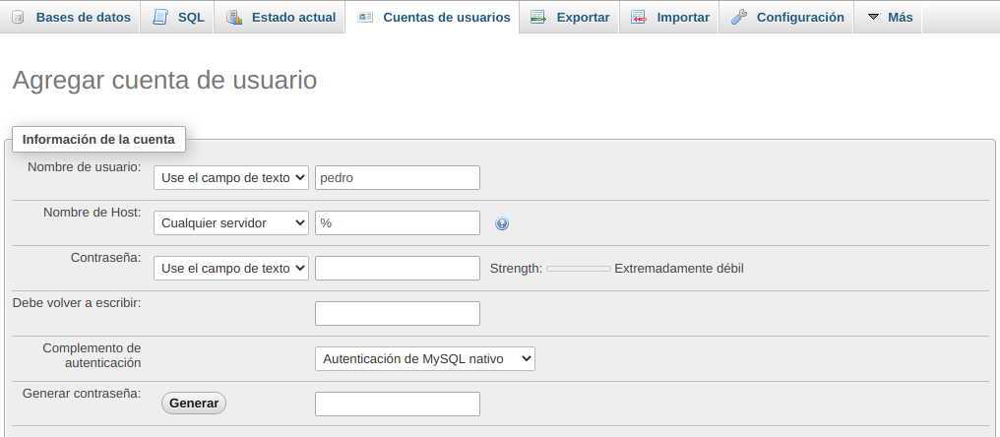 Bases de datos SQL Estado actual Cuentas de usuarios Exportar Importar Configuración Más
Agregar cuenta de usuario
Información de la cuenta
Nombre de usuario: Use el campo de texto pedro
Nombre de Host: Cualquier servidor %
Contraseña: Use el campo de texto Strength: Extremadamente débil
Debe volver a escribir:
Complemento de
autenticación Autenticación de MySQL nativo
Generar contraseña: Generar